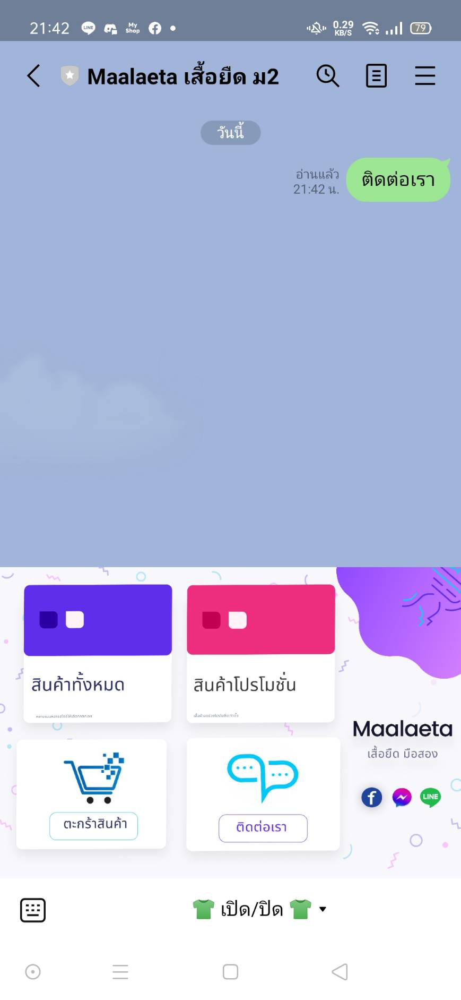 21:42 LINE My Shop 0.29 KB/S 79
Maalaeta เสื้อยืด ม2
วันนี้
อ่านแล้ว
21:42 น.
ติดต่อเรา
สินค้าทั้งหมด
สินค้าโปรโมชั่น
Maalaeta
เสื้อยืด มือสอง
LINE
ตะกร้าสินค้า
ติดต่อเรา
เปิด/ปิด